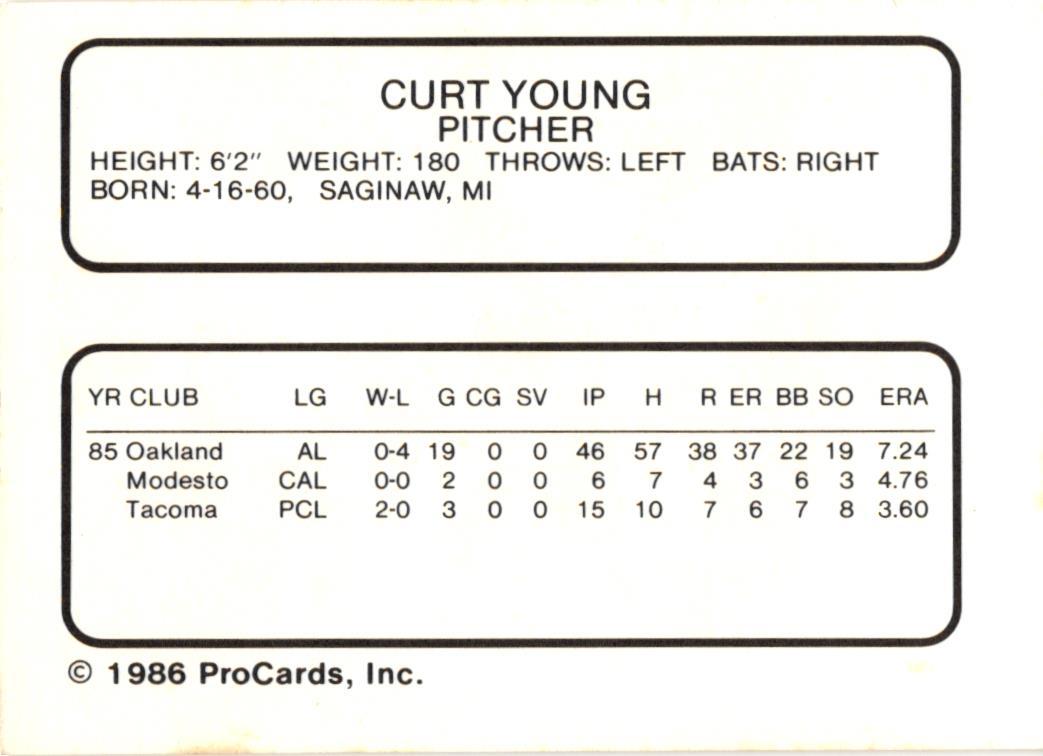 CURT YOUNG
PITCHER
HEIGHT: 6'2" WEIGHT: 180 THROWS: LEFT BATS: RIGHT
BORN: 4-16-60, SAGINAW, MI
YR CLUB LG W-L G CG SV IP H R ER BB SO ERA
85 Oakland AL 0-4 19 0 0 46 57 38 37 22 19 7.24
Modesto CAL 0-0 2 0 0 6 7 4 3 6 3 4.76
Tacoma PCL 2-0 3 0 0 15 10 7 6 7 8 3.60
© 1986 ProCards, Inc.